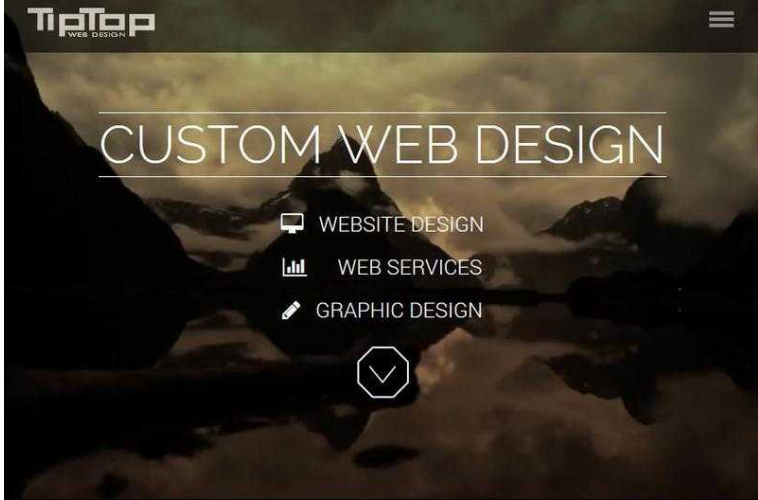 TipTop
WEB DESIGN
CUSTOM WEB DESIGN
WEBSITE DESIGN
WEB SERVICES
GRAPHIC DESIGN